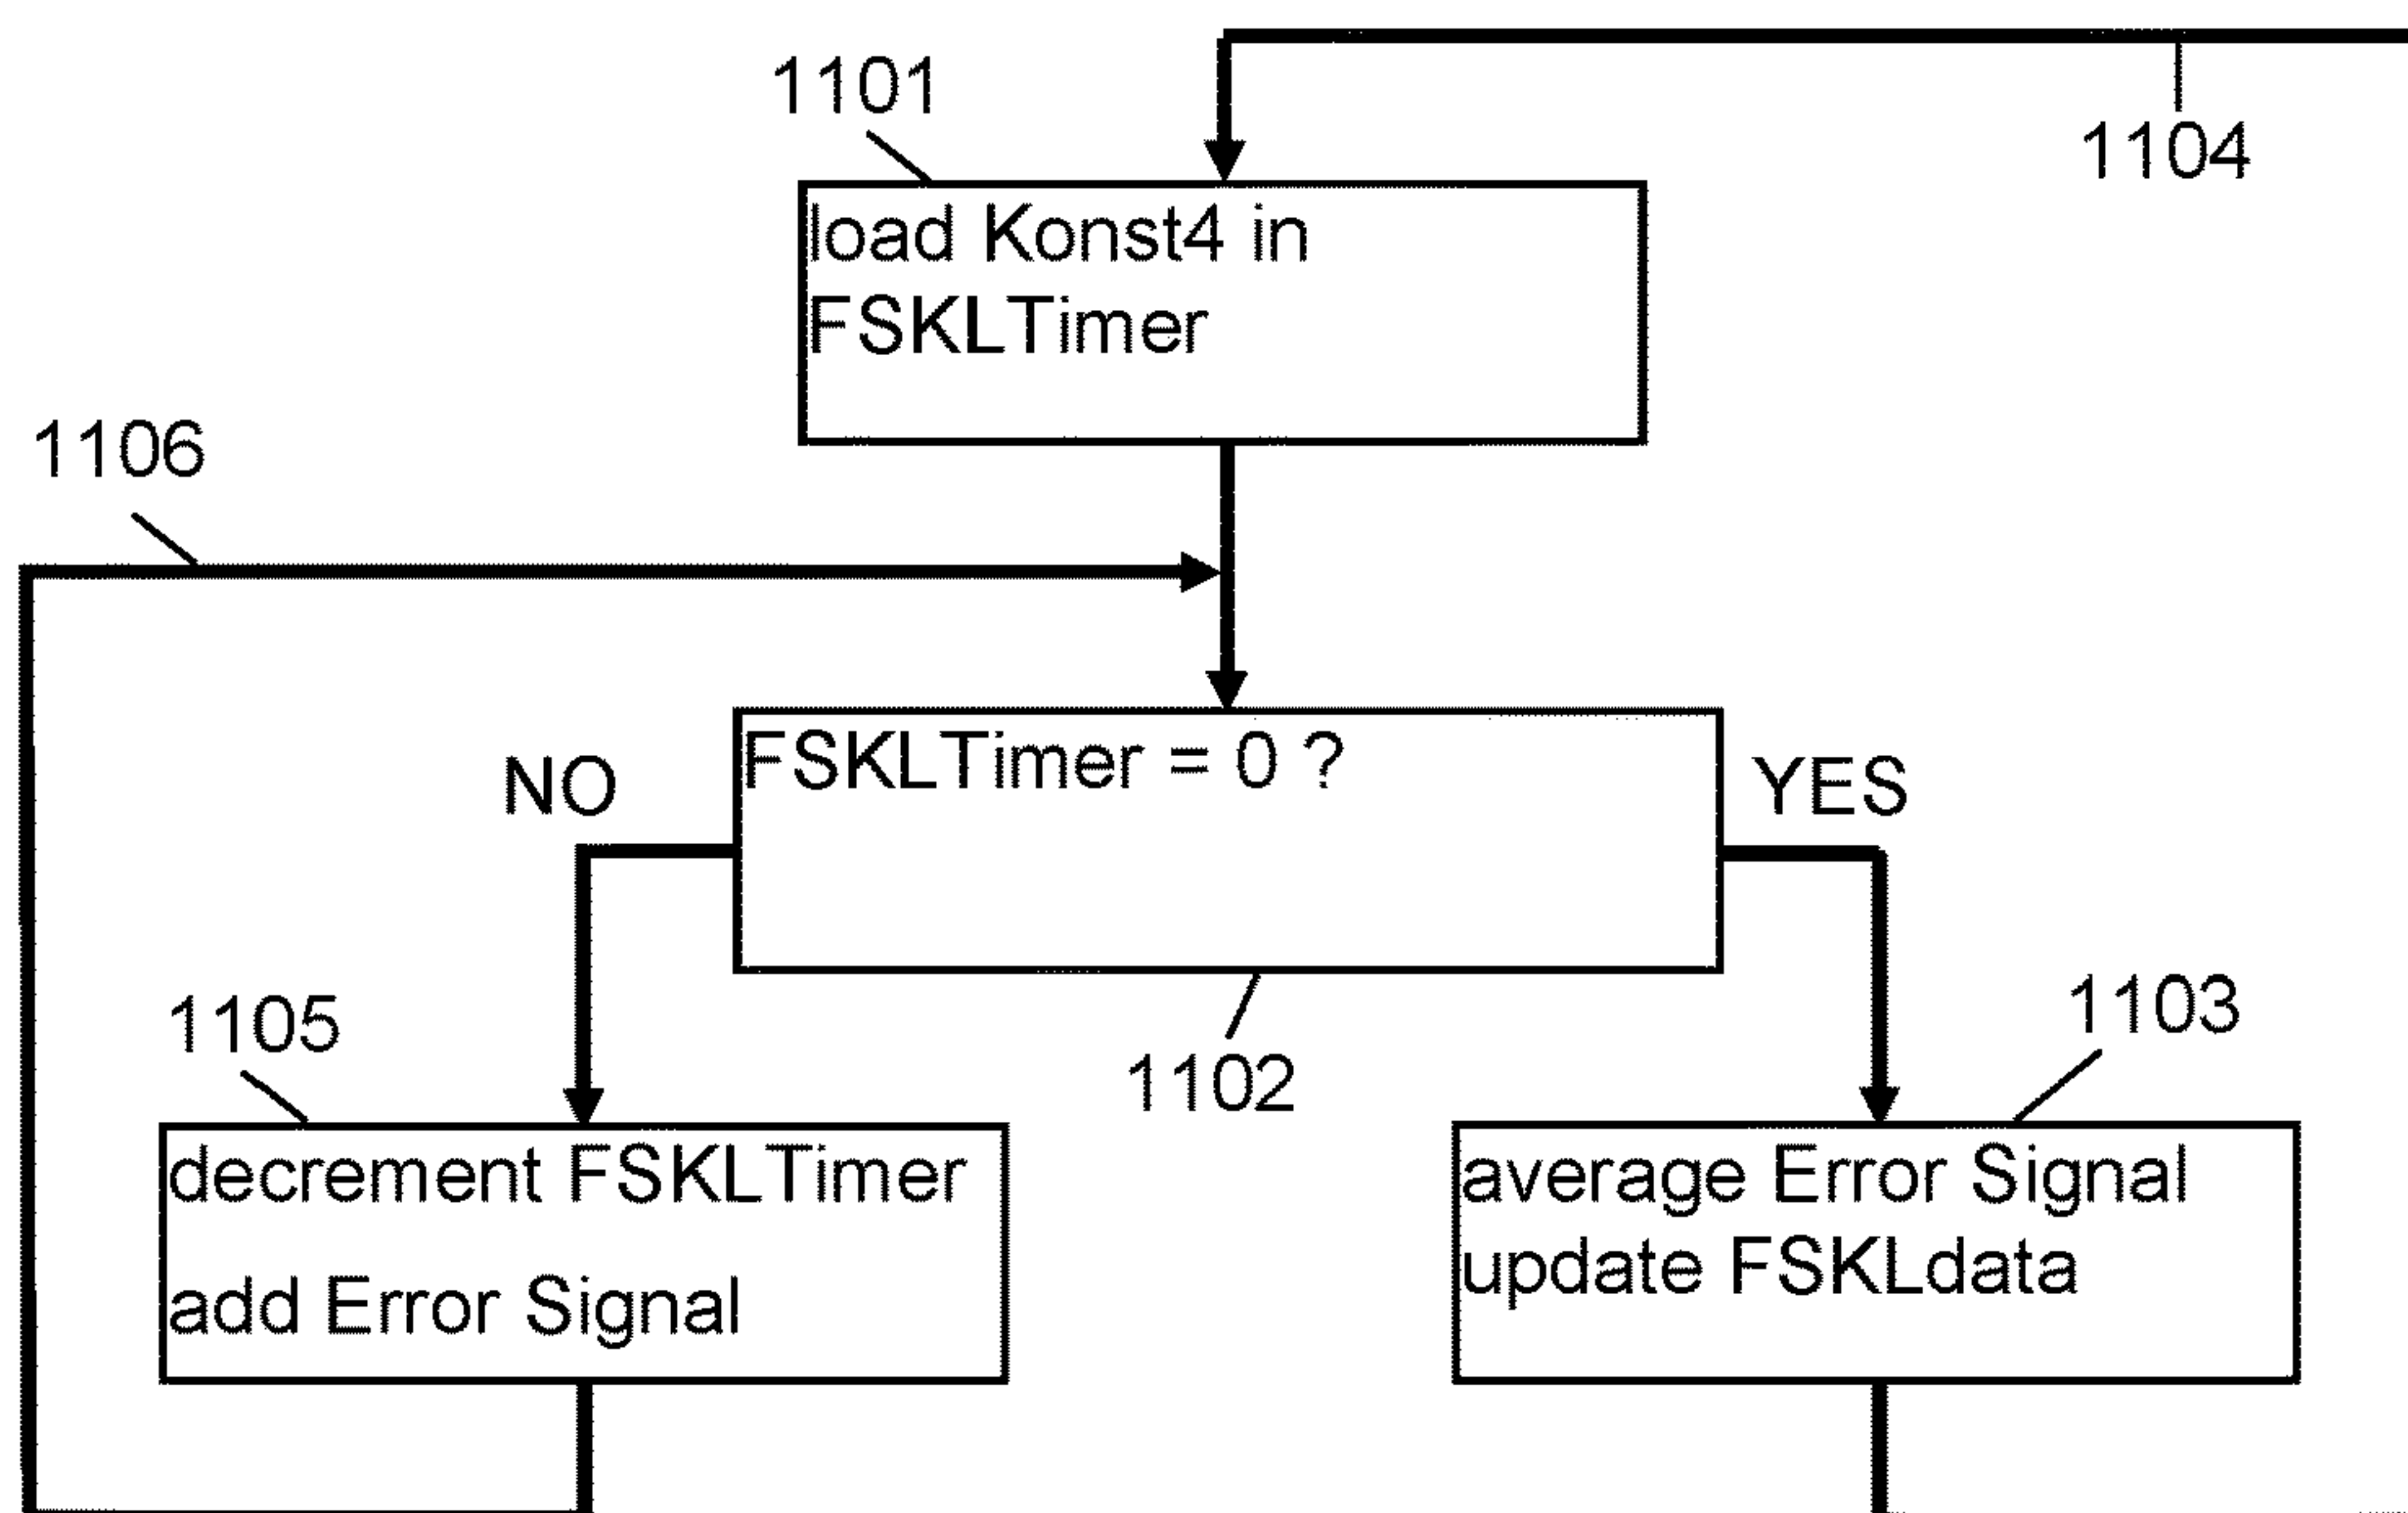 1101
1104
load Konst4 in
FSKLTimer
1106
FSKLTimer = 0 ?
NO
YES
1105
1102
1103
decrement FSKLTimer
add Error Signal
average Error Signal
update FSKLdata